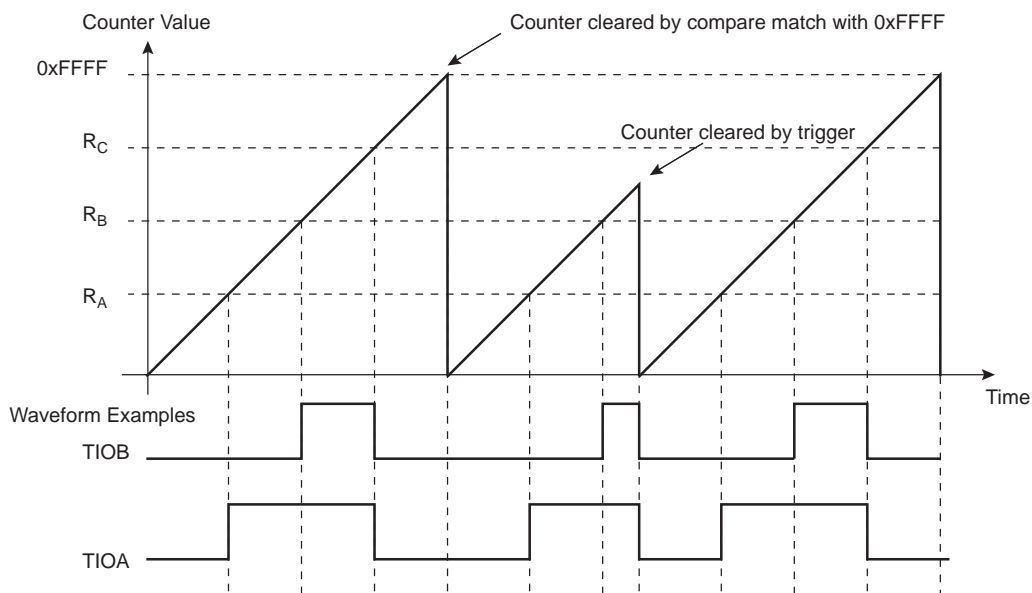 Counter Value
Counter cleared by compare match with 0xFFFF
0xFFFF
Counter cleared by trigger
RC
RB
RA
Time
Waveform Examples
TIOB
TIOA